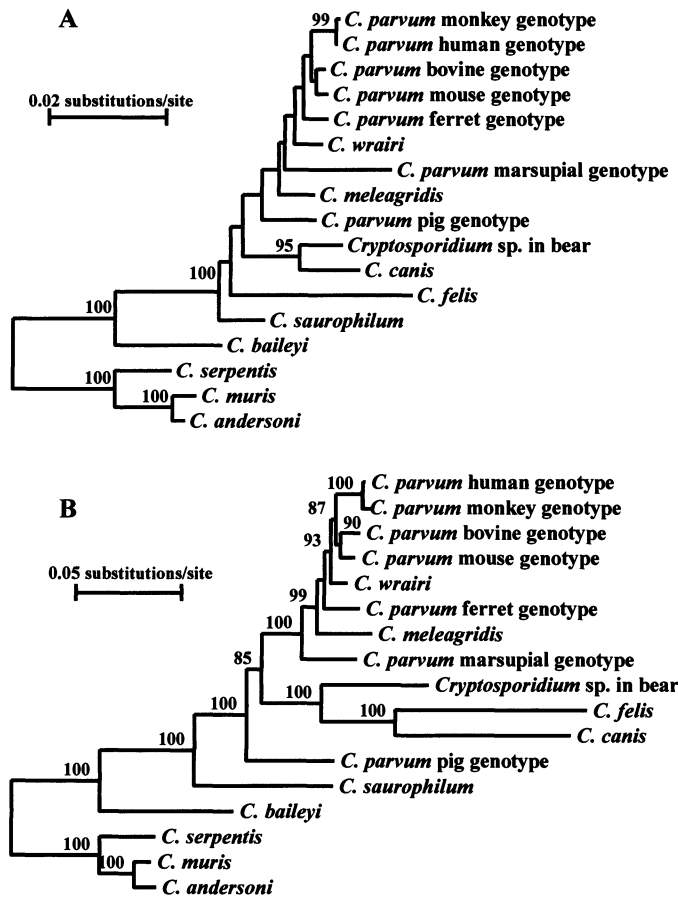 A
99 C. parvum monkey genotype
C. parvum human genotype
C. parvum bovine genotype
0.02 substitutions/site
C. parvum mouse genotype
C. parvum ferret genotype
C. wrairi
C. parvum marsupial genotype
C. meleagridis
C. parvum pig genotype
95 Cryptosporidium sp. in bear
100 C. canis
C. felis
100 C. saurophilum
C. baileyi
100 C. serpentis
100 C. muris
C. andersoni
B
100 C. parvum human genotype
87 C. parvum monkey genotype
90 C. parvum bovine genotype
93 C. parvum mouse genotype
0.05 substitutions/site
C. wrairi
99 C. parvum ferret genotype
100 C. meleagridis
85 C. parvum marsupial genotype
100 Cryptosporidium sp. in bear
100 100 C. felis
100 C. canis
C. parvum pig genotype
100 C. saurophilum
C. baileyi
100 C. serpentis
100 C. muris
C. andersoni